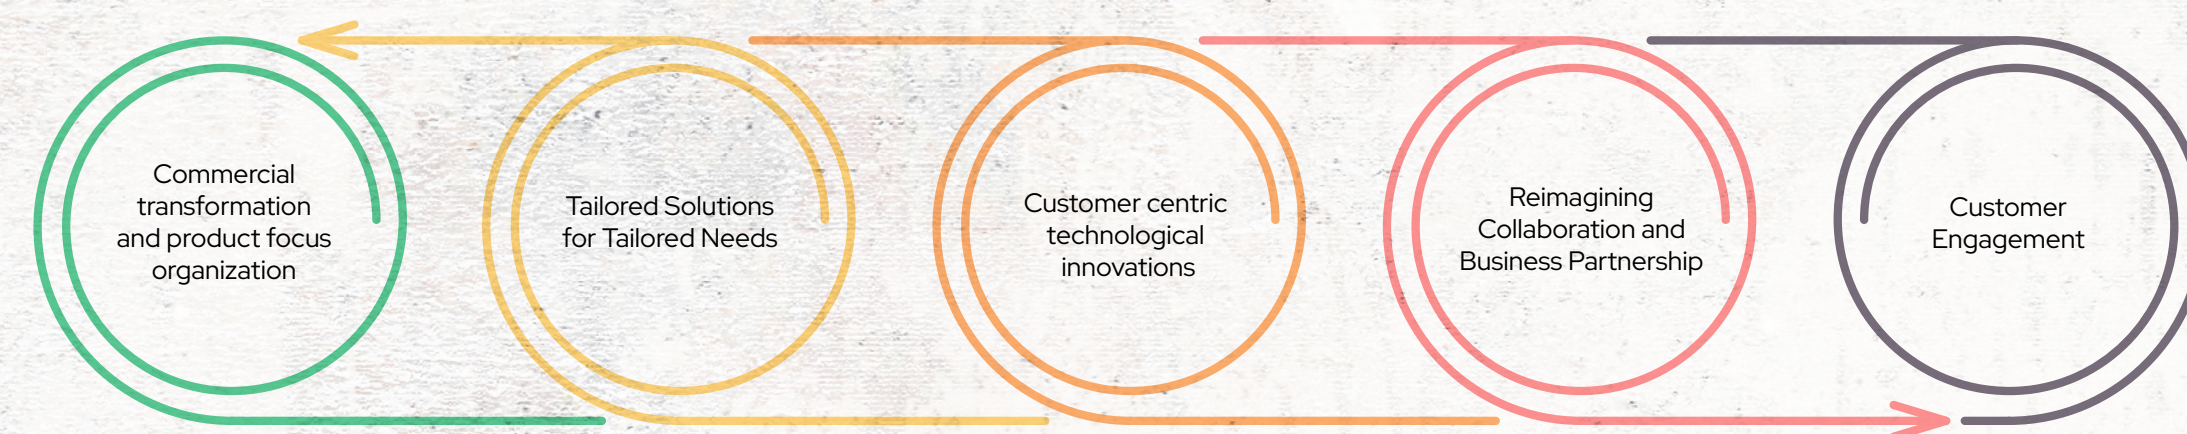 Commercial
transformation
and product focus
organization
Tailored Solutions
for Tailored Needs
Customer centric
technological
innovations
Reimagining
Collaboration and
Business Partnership
Customer
Engagement